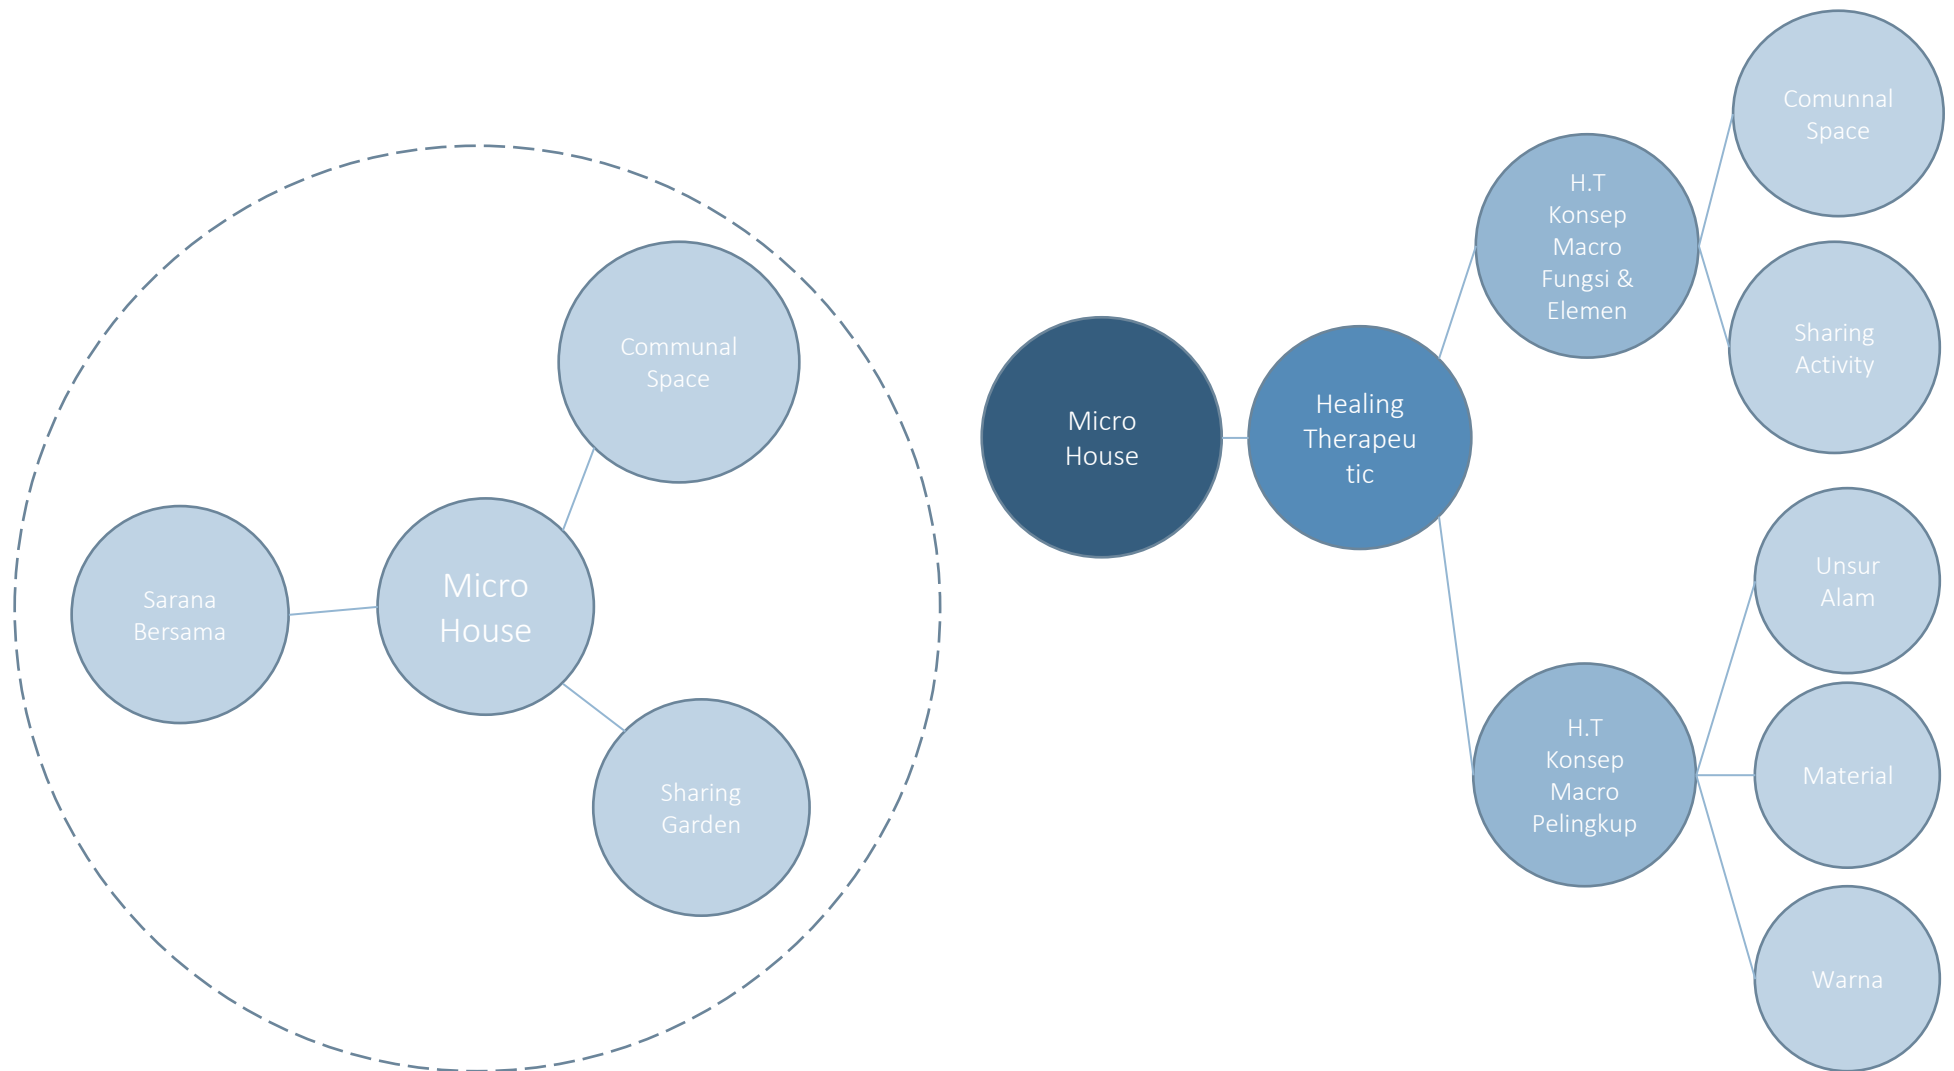 Communal
Space
Sarana
Bersama
Micro
House
Sharing
Garden
Micro
House
Healing
Therapeu
tic
H.T
Konsep
Macro
Fungsi &
Elemen
Comunnal
Space
Sharing
Activity
H.T
Konsep
Macro
Pelingkup
Unsur
Alam
Material
Warna